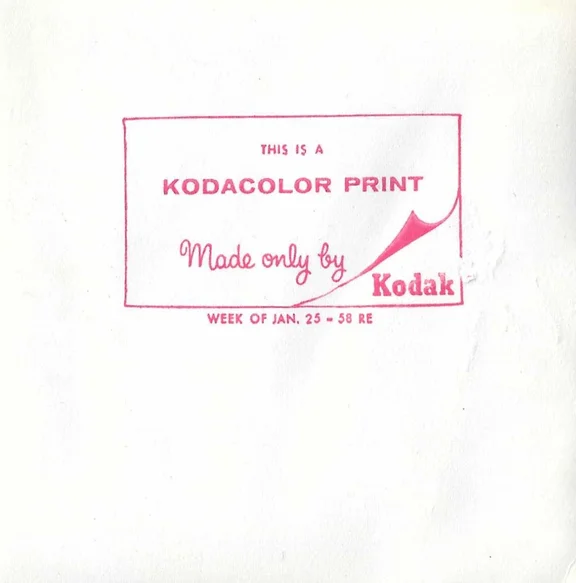 THIS IS A
KODACOLOR PRINT
Made only by
Kodak
WEEK OF JAN. 25 - 58 RE